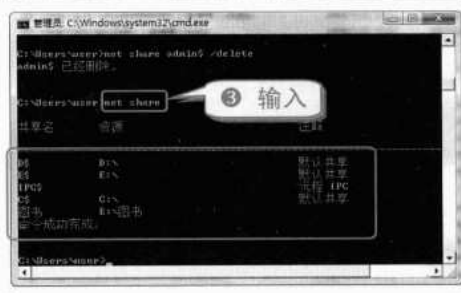 管理员: C:\Windows\system32\cmd.exe
C:\Users\user>net share admin$ /delete
admin$ 已经删除。
C:\Users\user>net share
❸ 输入
共享名 资源 注释
D$ D:\ 默认共享
E$ E:\ 默认共享
IPC$ 远程 IPC
C$ C:\ 默认共享
图书 E:\图书
命令成功完成。
C:\Users\user>